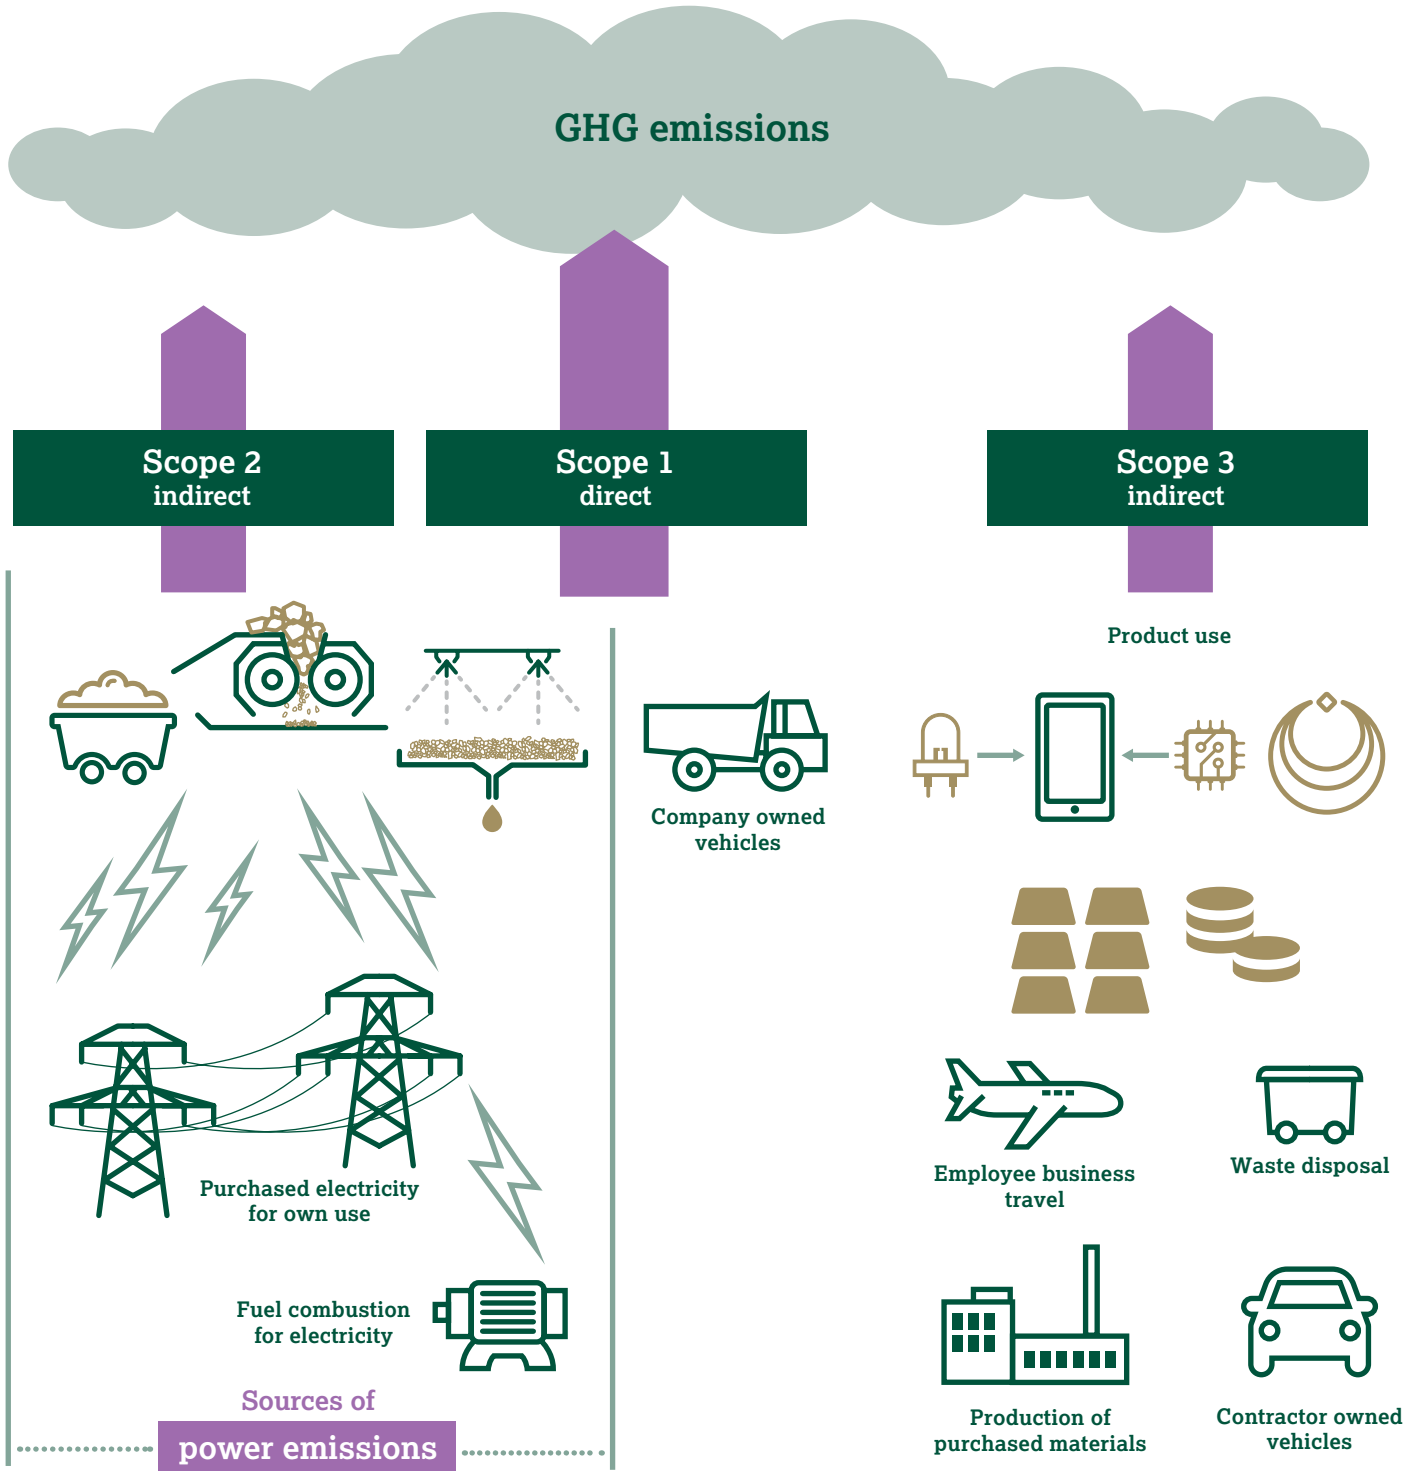 GHG emissions
Scope 2
indirect
Scope 1
direct
Scope 3
indirect
Product use
Company owned
vehicles
Employee business
travel
Waste disposal
Purchased electricity
for own use
Fuel combustion
for electricity
Sources of
power emissions
Production of
purchased materials
Contractor owned
vehicles